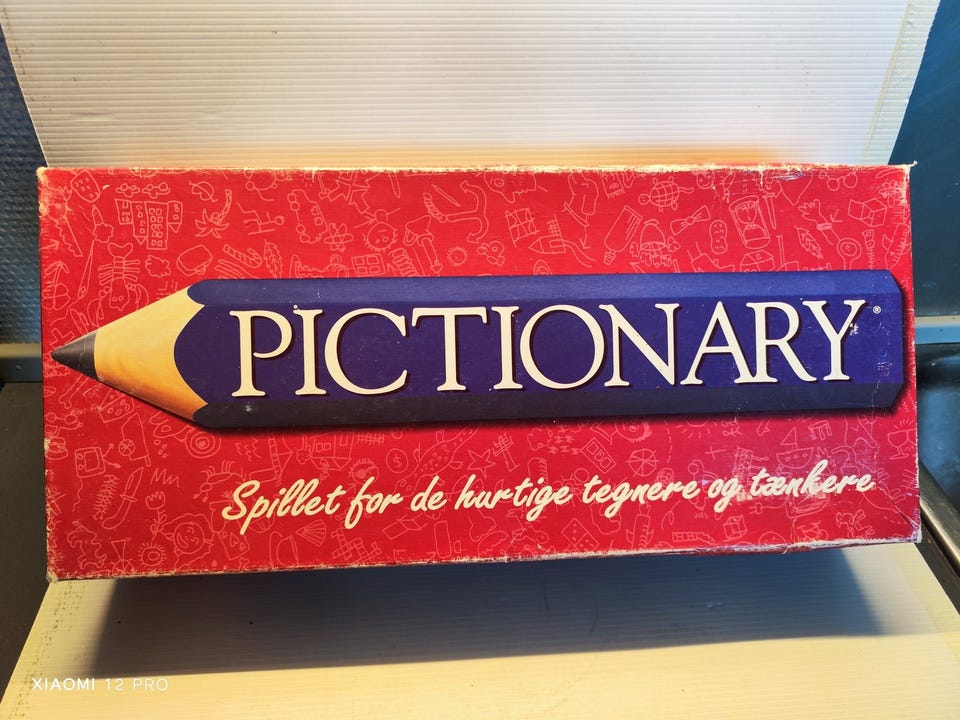 PICTIONARY®
Spillet for de hurtige tegnere og tænkere
XIAOMI 12 PRO